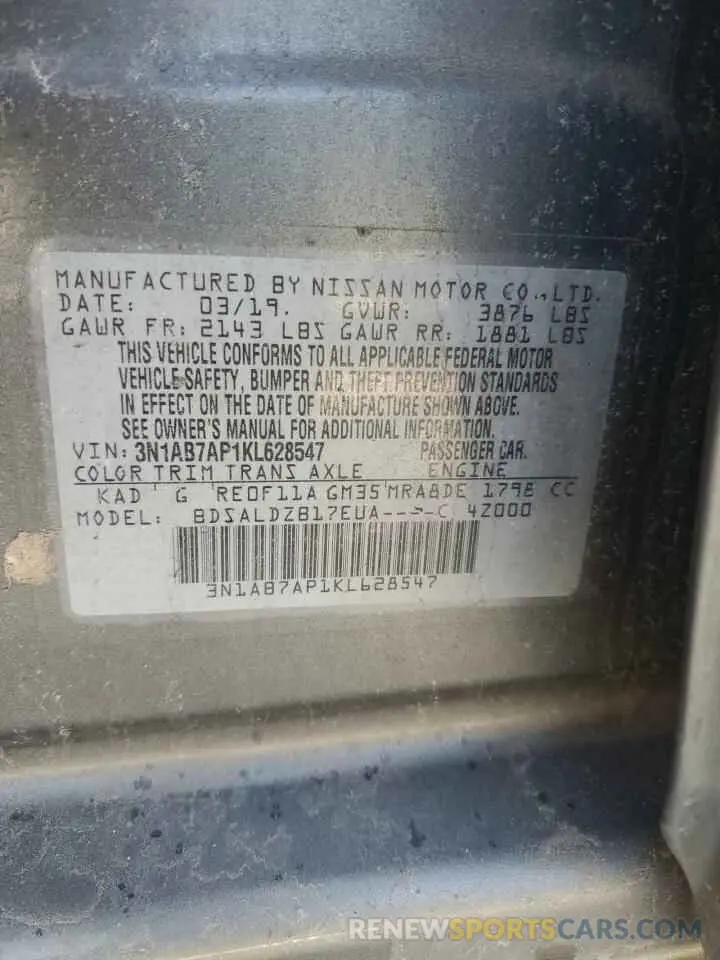 MANUFACTURED BY NISSAN MOTOR CO., LTD.
DATE: 03/19. GVWR: 3876 LBS
GAWR FR: 2143 LBS GAWR RR: 1881 LBS
THIS VEHICLE CONFORMS TO ALL APPLICABLE FEDERAL MOTOR
VEHICLE SAFETY, BUMPER AND THEFT PREVENTION STANDARDS
IN EFFECT ON THE DATE OF MANUFACTURE SHOWN ABOVE.
SEE OWNER'S MANUAL FOR ADDITIONAL INFORMATION.
VIN: 3N1AB7AP1KL628547 PASSENGER CAR.
COLOR TRIM TRANS AXLE ENGINE
KAD G RE0F11A GM35 MRA8DE 1798 CC
MODEL: BDSALDZB17EUA----C 4Z000
3N1AB7AP1KL628547
RENEWSPORTSCARS.COM